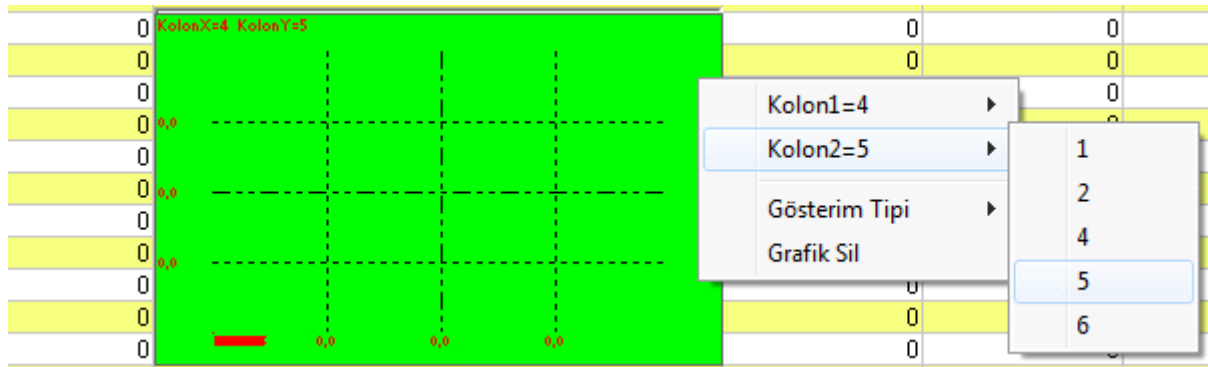 0 KolonX=4 KolonY=5 0 0
0 0 0
0 0
Kolon1=4
0 0,0
Kolon2=5 1
0
0 0,0 2
Gösterim Tipi
0 4
0 0,0 Grafik Sil
0 0 5
0 0 6
0,0 0,0 0,0
0 0